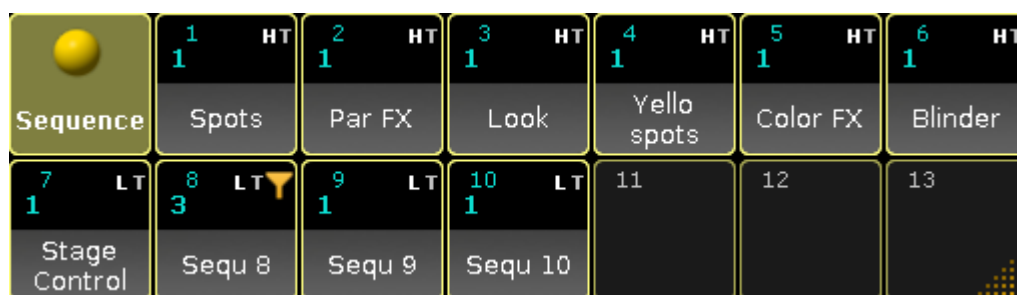 Sequence
1 HT
1
Spots
2 HT
1
Par FX
3 HT
1
Look
4 HT
1
Yello
spots
5 HT
1
Color FX
6 HT
1
Blinder
7 LT
1
Stage
Control
8 LT
3
Sequ 8
9 LT
1
Sequ 9
10 LT
1
Sequ 10
11
12
13